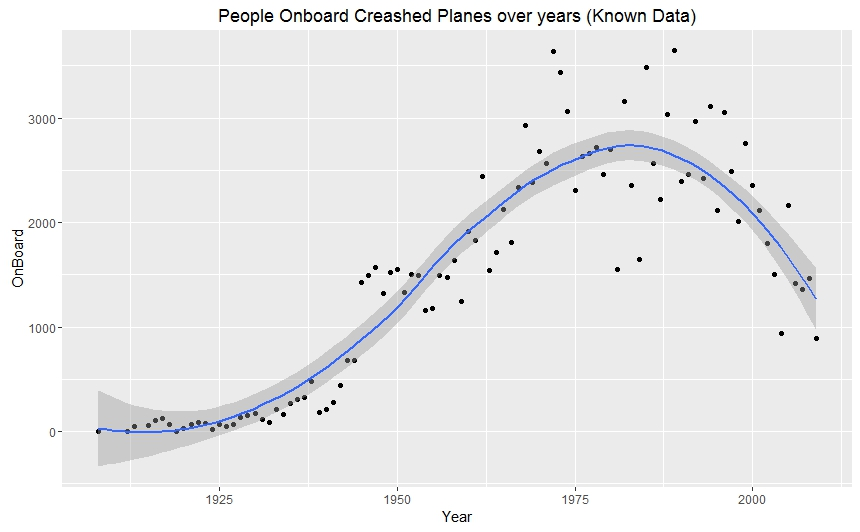 People Onboard Creashed Planes over years (Known Data)
OnBoard
3000
2000
1000
0
1925 1950 1975 2000
Year